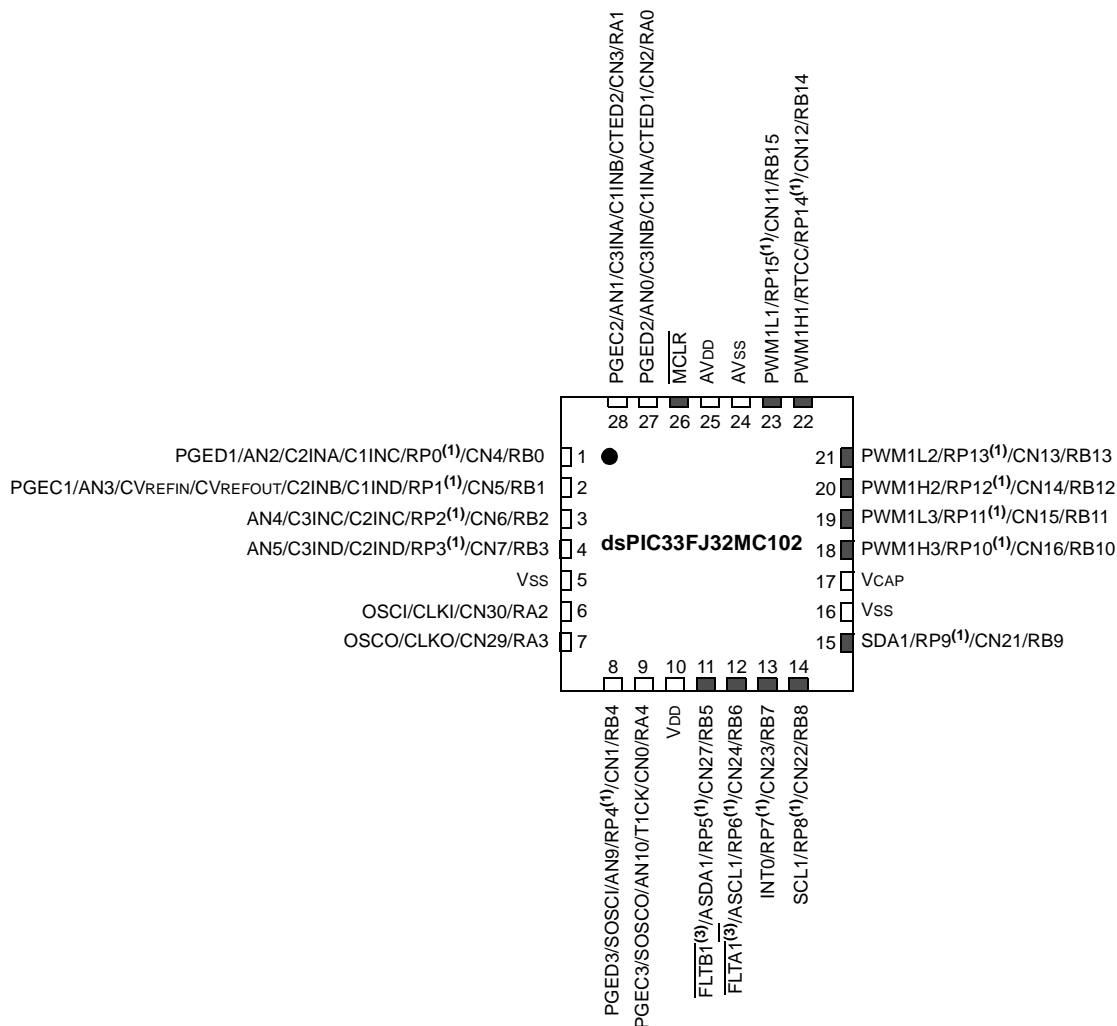 PGEC2/AN1/C3INA/C1INB/CTED2/CN3/RA1
PGED2/AN0/C3INB/C1INA/CTED1/CN2/RA0
MCLR
AVDD
AVSS
PWM1L1/RP15(1)/CN11/RB15
PWM1H1/RTCC/RP14(1)/CN12/RB14
28 27 26 25 24 23 22
PGED1/AN2/C2INA/C1INC/RP0(1)/CN4/RB0 1
PGEC1/AN3/CVREFIN/CVREFOUT/C2INB/C1IND/RP1(1)/CN5/RB1 2
AN4/C3INC/C2INC/RP2(1)/CN6/RB2 3
AN5/C3IND/C2IND/RP3(1)/CN7/RB3 4
VSS 5
OSCI/CLKI/CN30/RA2 6
OSCO/CLKO/CN29/RA3 7
dsPIC33FJ32MC102
21 PWM1L2/RP13(1)/CN13/RB13
20 PWM1H2/RP12(1)/CN14/RB12
19 PWM1L3/RP11(1)/CN15/RB11
18 PWM1H3/RP10(1)/CN16/RB10
17 VCAP
16 VSS
15 SDA1/RP9(1)/CN21/RB9
8 9 10 11 12 13 14
PGED3/SOSCI/AN9/RP4(1)/CN1/RB4
PGEC3/SOSCO/AN10/T1CK/CN0/RA4
VDD
FLTB1(3)/ASDA1/RP5(1)/CN27/RB5
FLTA1(3)/ASCL1/RP6(1)/CN24/RB6
INT0/RP7(1)/CN23/RB7
SCL1/RP8(1)/CN22/RB8